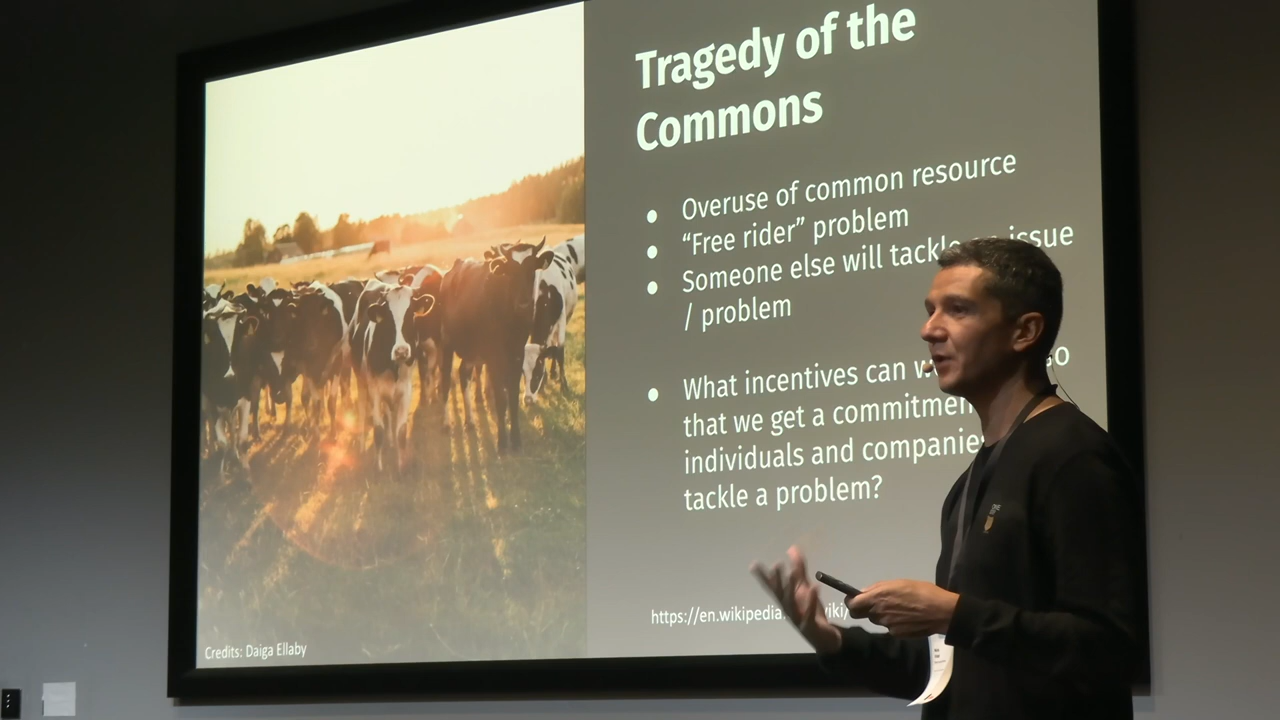 Tragedy of the
Commons
• Overuse of common resource
• “Free rider” problem
• Someone else will tackle issue
/ problem
• What incentives can
that we get a
individuals and
tackle a problem?
https://en.wikipedia
Credits: Daiga Ellaby